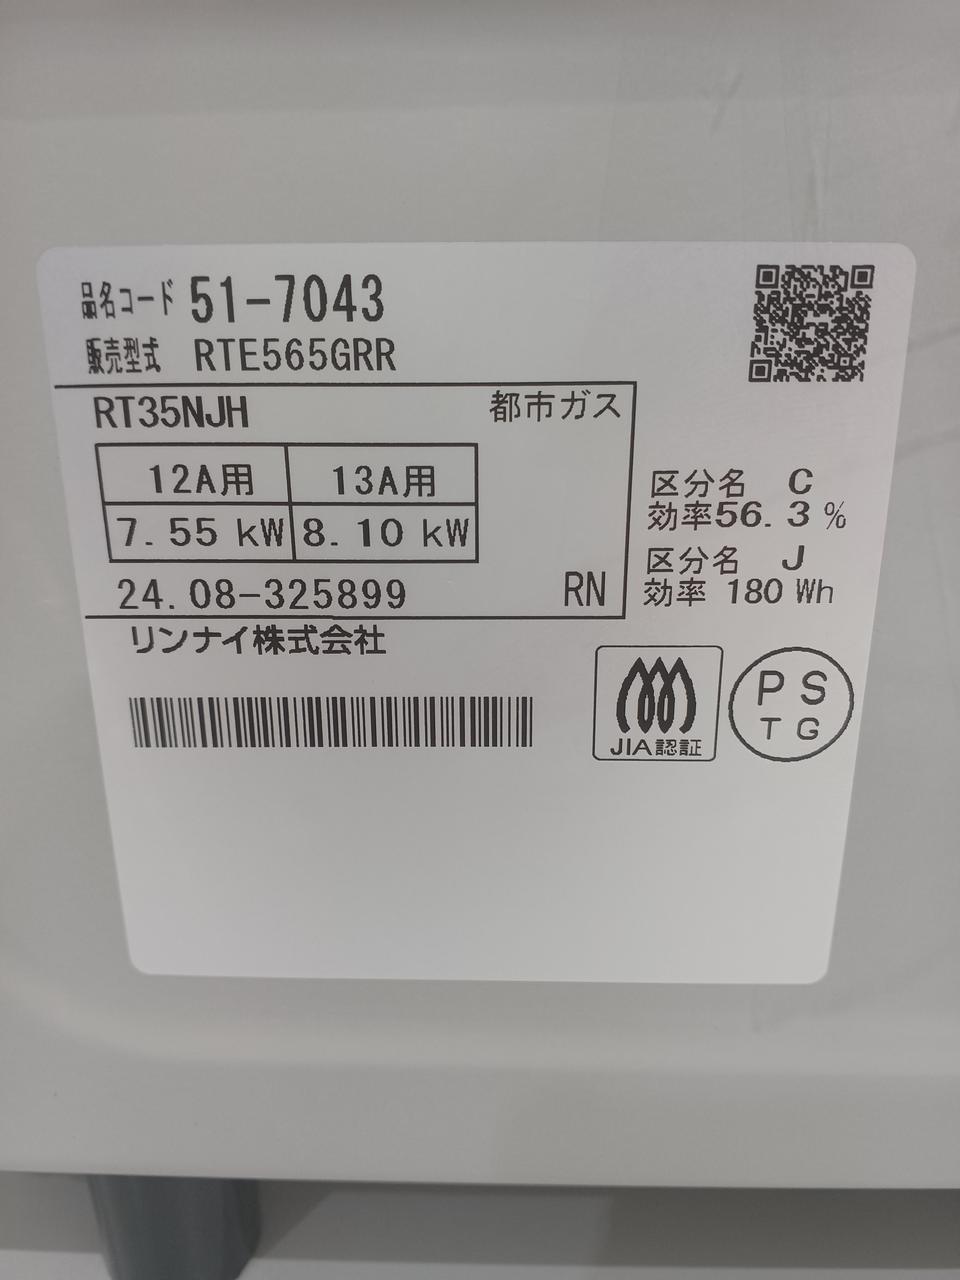 品名コード 51-7043
販売型式 RTE565GRR
RT35NJH 都市ガス
12A用 13A用
7.55 kW 8.10 kW
24.08-325899 RN
リンナイ株式会社
区分名 C
効率56.3 %
区分名 J
効率 180 Wh
JIA認証
PS
TG